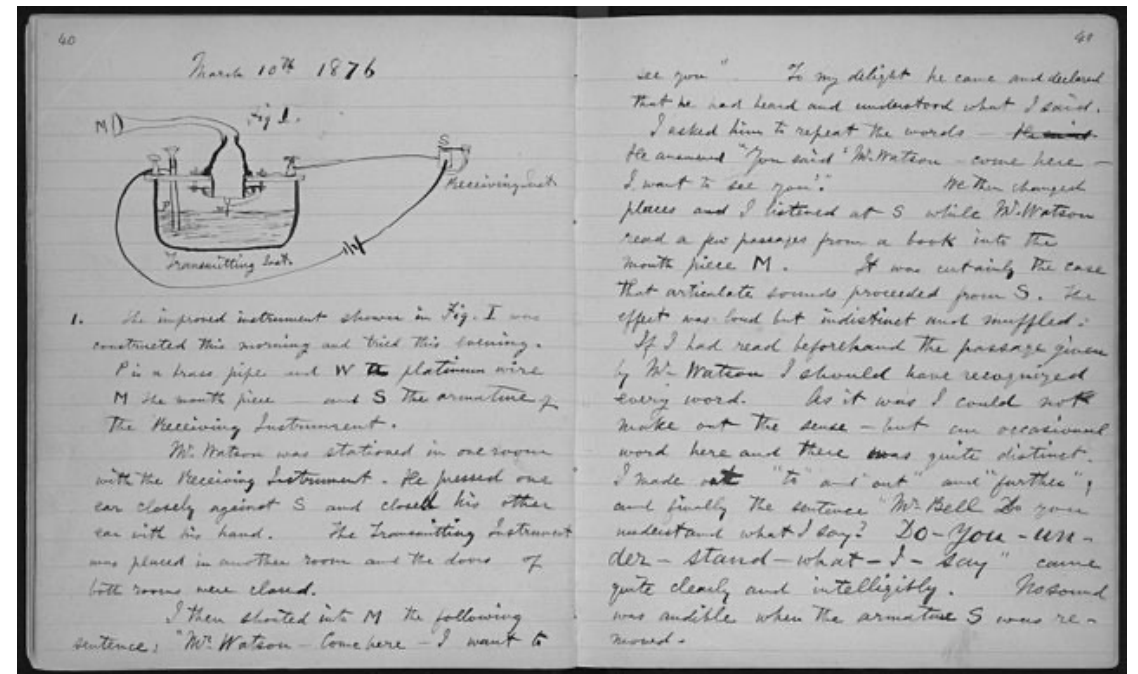 40
March 10th 1876
M
Fig I.
S
Receiving Inst.
P
W
Transmitting Inst.
1. The improved instrument shown in Fig. I was
constructed this morning and tried this evening.
P is a brass pipe and W the platinum wire
M the mouth piece — and S the armature of
the Receiving Instrument.
Mr. Watson was stationed in one room
with the Receiving Instrument. He pressed one
ear closely against S and closed his other
ear with his hand. The Transmitting Instrument
was placed in another room and the doors of
both rooms were closed.
I then shouted into M the following
sentence: "Mr. Watson – Come here – I want to
41
see you". To my delight he came and declared
that he had heard and understood what I said.
I asked him to repeat the words – He said
He answered "You said 'Mr. Watson – come here –
I want to see you'." We then changed
places and I listened at S while Mr. Watson
read a few passages from a book into the
mouth piece M. It was certainly the case
that articulate sounds proceeded from S. The
effect was loud but indistinct and muffled.
If I had read beforehand the passage given
by Mr. Watson I should have recognized
every word. As it was I could not
make out the sense – but an occasional
word here and there was quite distinct.
I made out "to" and "out" and "further";
and finally the sentence "Mr. Bell Do you
understand what I say? Do – you – un –
der – stand – what – I – say" came
quite clearly and intelligibly. No sound
was audible when the armature S was re-
moved.